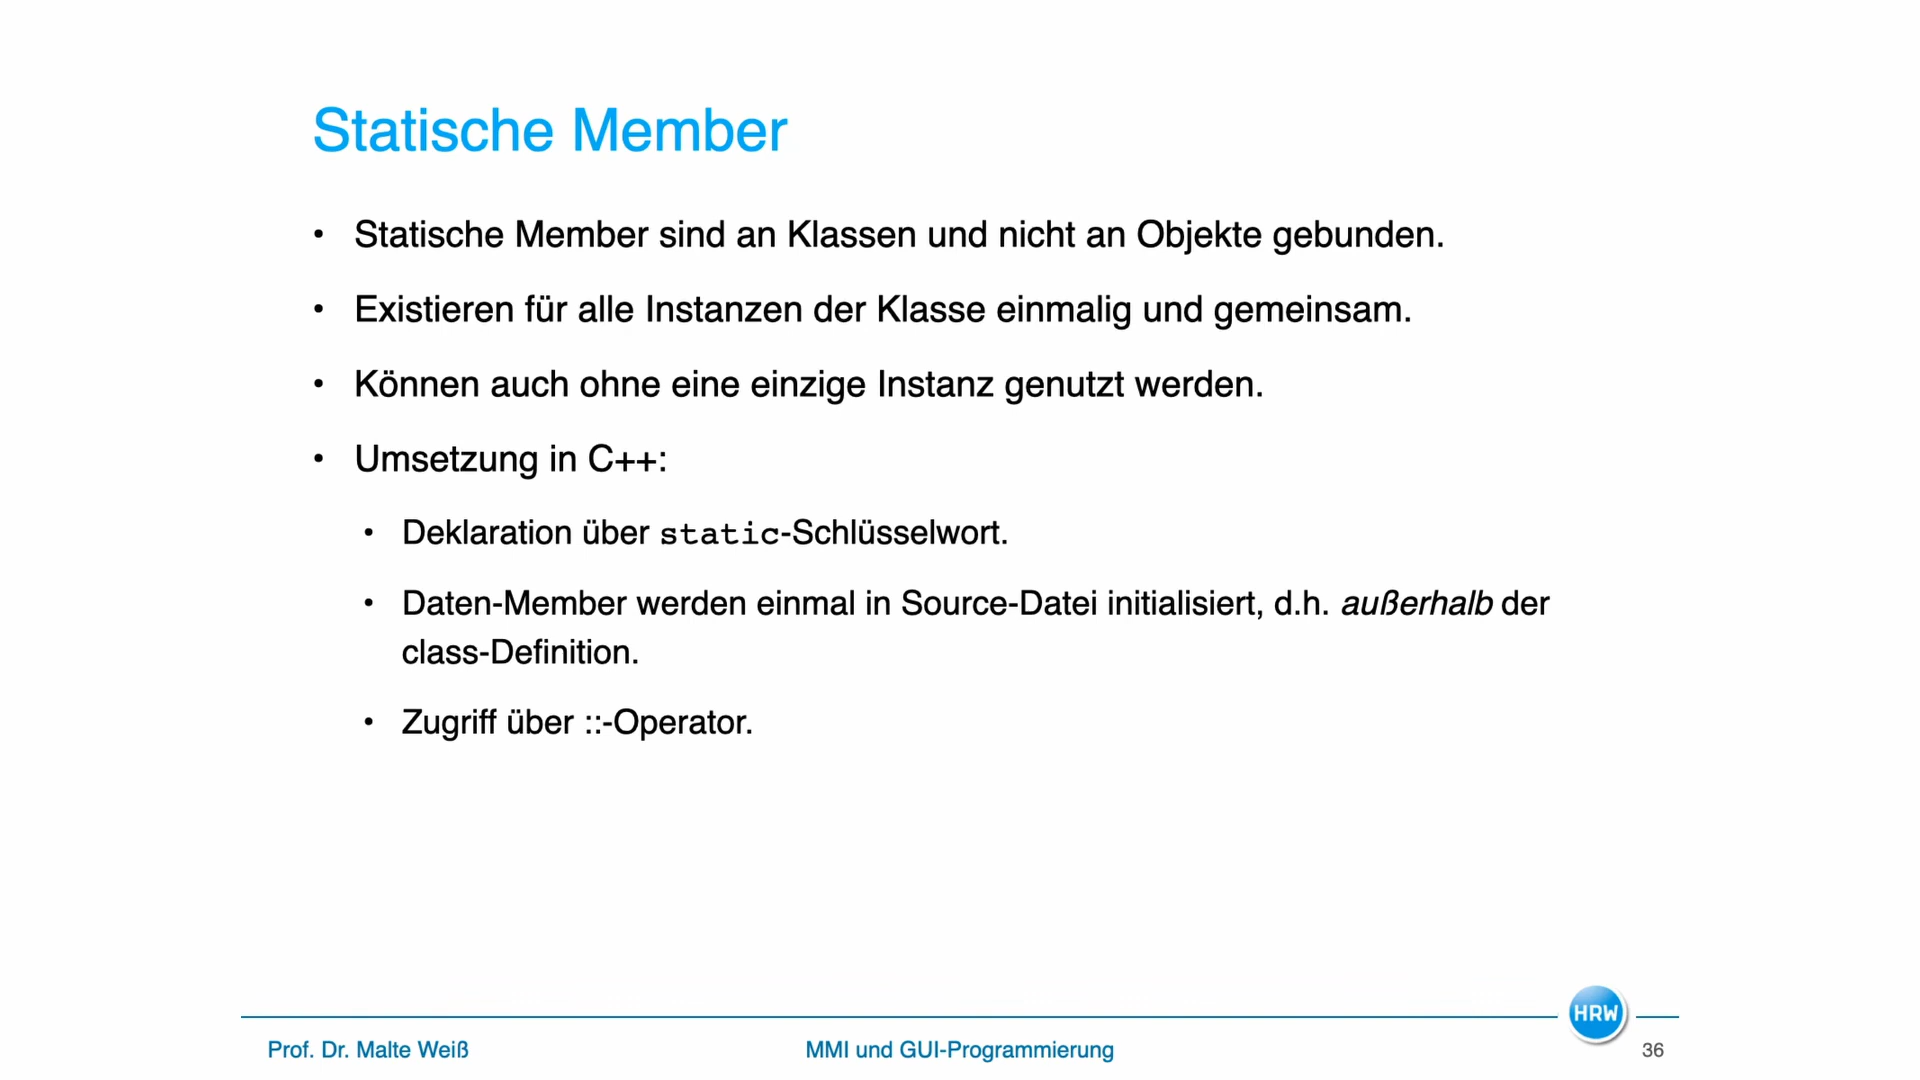 Statische Member
• Statische Member sind an Klassen und nicht an Objekte gebunden.
• Existieren für alle Instanzen der Klasse einmalig und gemeinsam.
• Können auch ohne eine einzige Instanz genutzt werden.
• Umsetzung in C++:
• Deklaration über static-Schlüsselwort.
• Daten-Member werden einmal in Source-Datei initialisiert, d.h. außerhalb der
class-Definition.
• Zugriff über ::-Operator.
HRW
Prof. Dr. Malte Weiß
MMI und GUI-Programmierung
36